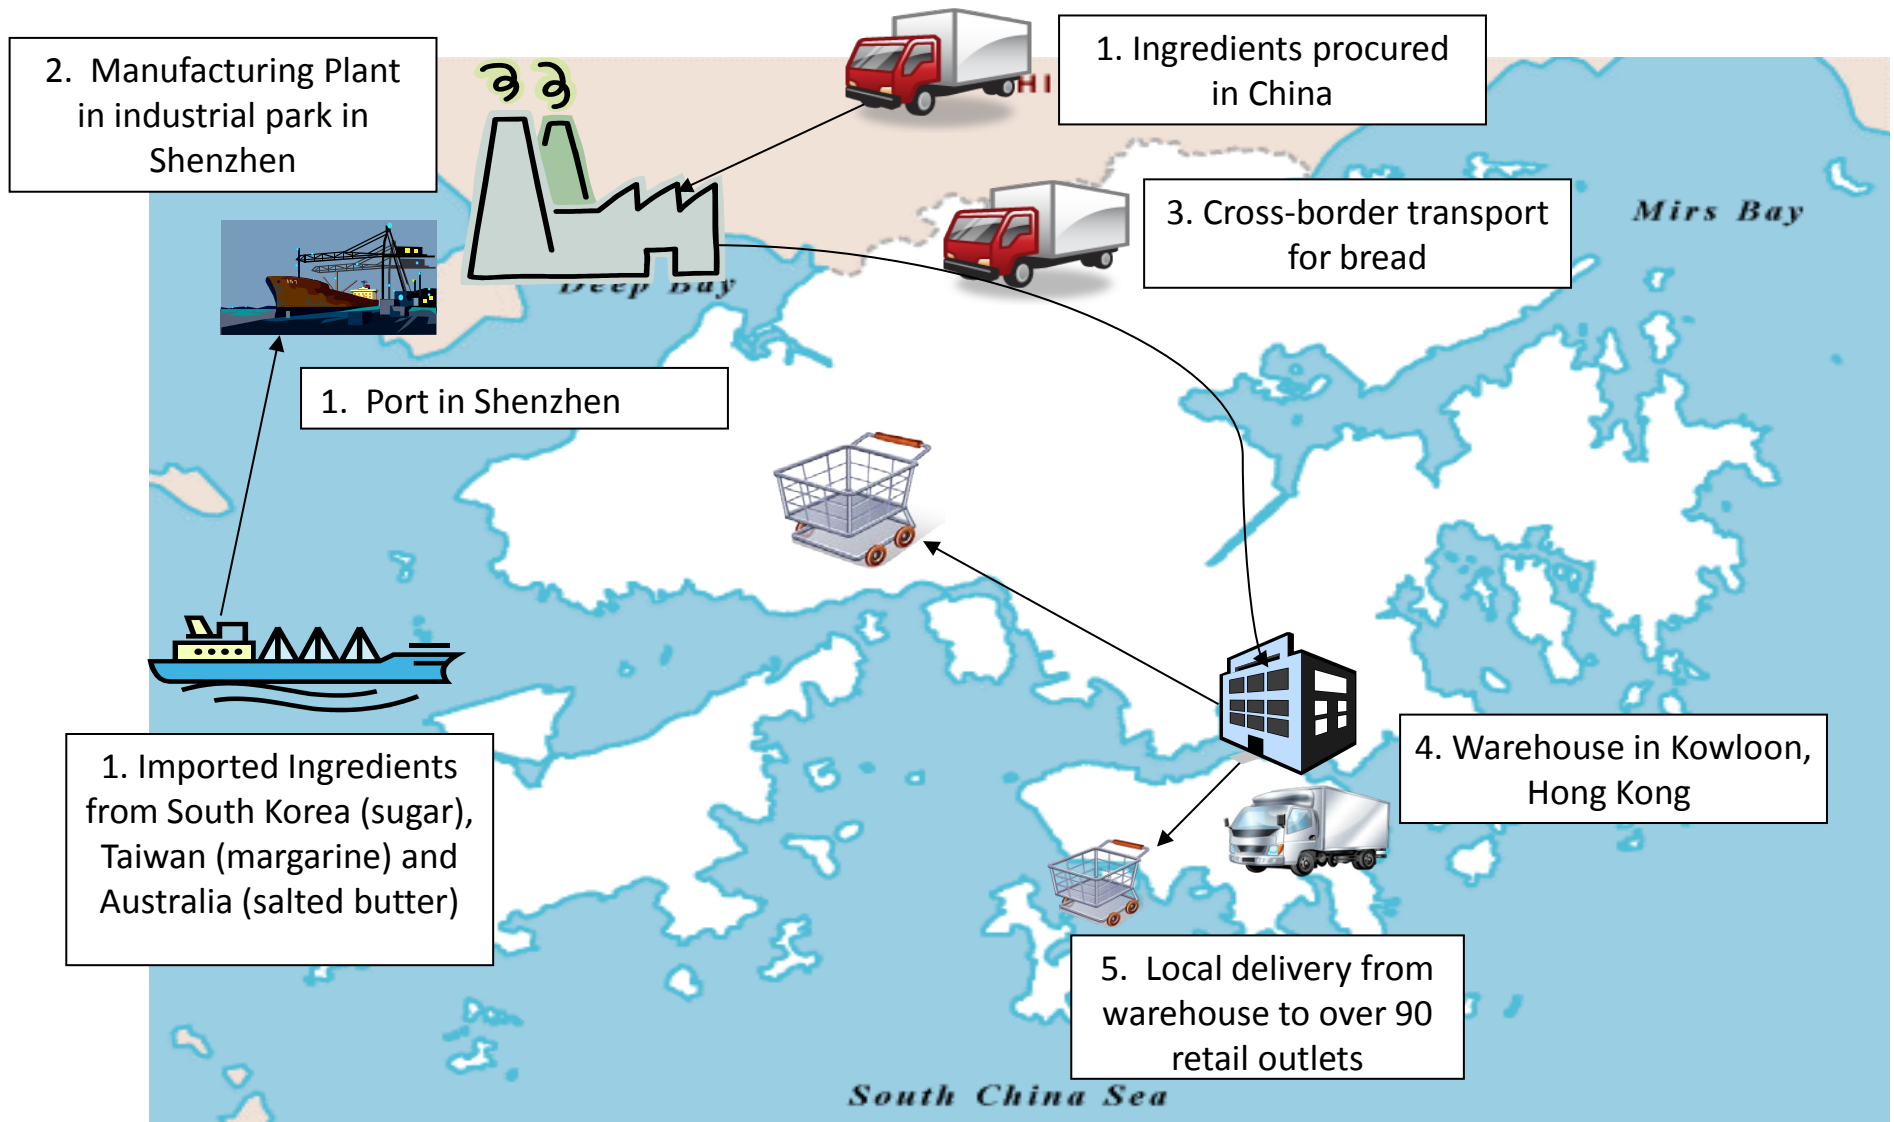 2.  Manufacturing Plant
in industrial park in
Shenzhen
1. Ingredients procured
in China
H I
3. Cross-border transport
for bread
Mirs Bay
Deep Bay
1.  Port in Shenzhen
1. Imported Ingredients
from South Korea (sugar),
Taiwan (margarine) and
Australia (salted butter)
4. Warehouse in Kowloon,
Hong Kong
5.  Local delivery from
warehouse to over 90
retail outlets
South China Sea